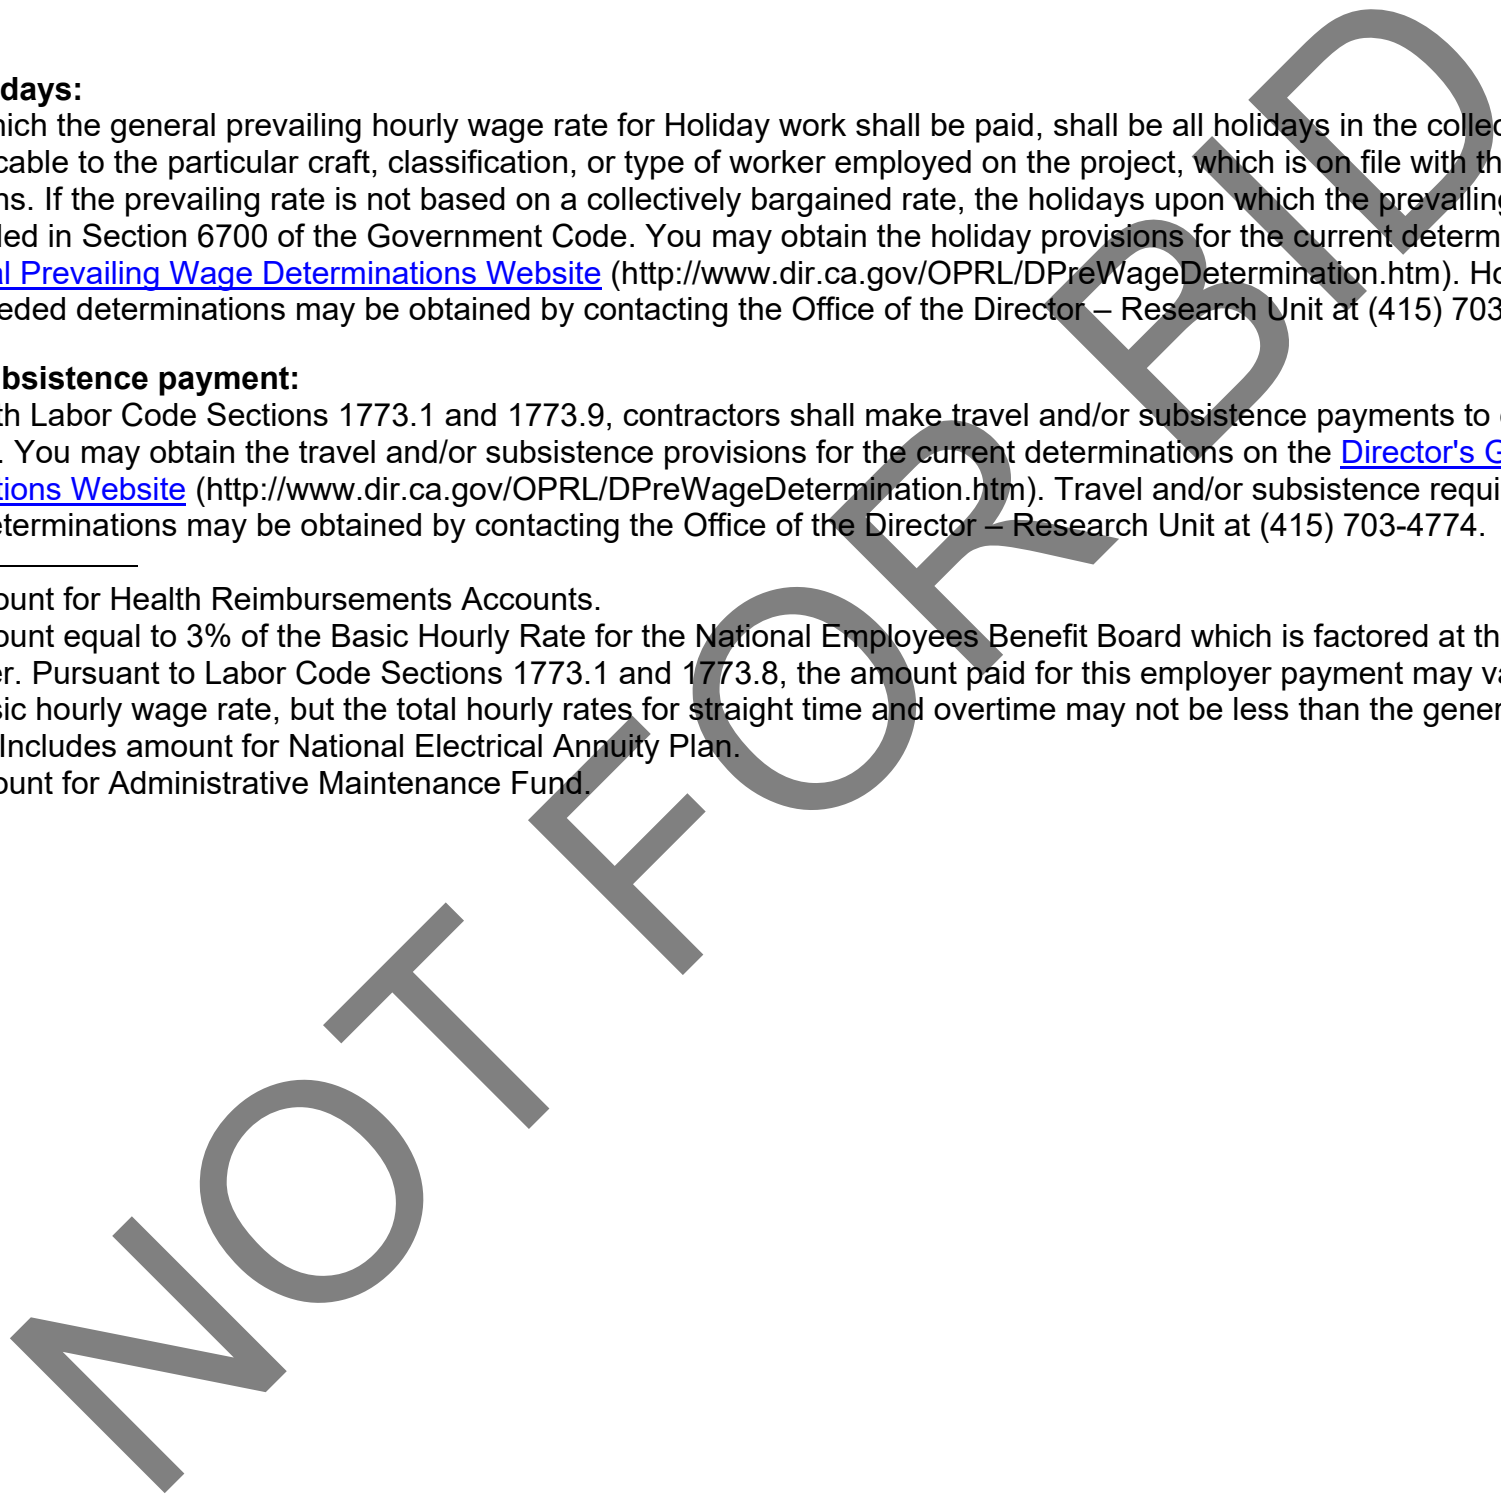 days:
hich the general prevailing hourly wage rate for Holiday work shall be paid, shall be all holidays in the collec
cable to the particular craft, classification, or type of worker employed on the project, which is on file with th
ns. If the prevailing rate is not based on a collectively bargained rate, the holidays upon which the prevailing
ded in Section 6700 of the Government Code. You may obtain the holiday provisions for the current determ
al Prevailing Wage Determinations Website (http://www.dir.ca.gov/OPRL/DPreWageDetermination.htm). Ho
eded determinations may be obtained by contacting the Office of the Director – Research Unit at (415) 703
bsistence payment:
th Labor Code Sections 1773.1 and 1773.9, contractors shall make travel and/or subsistence payments to
. You may obtain the travel and/or subsistence provisions for the current determinations on the Director's G
tions Website (http://www.dir.ca.gov/OPRL/DPreWageDetermination.htm). Travel and/or subsistence requi
eterminations may be obtained by contacting the Office of the Director – Research Unit at (415) 703-4774.
ount for Health Reimbursements Accounts.
ount equal to 3% of the Basic Hourly Rate for the National Employees Benefit Board which is factored at th
er. Pursuant to Labor Code Sections 1773.1 and 1773.8, the amount paid for this employer payment may va
sic hourly wage rate, but the total hourly rates for straight time and overtime may not be less than the gener
Includes amount for National Electrical Annuity Plan.
ount for Administrative Maintenance Fund.
NOT FOR BID